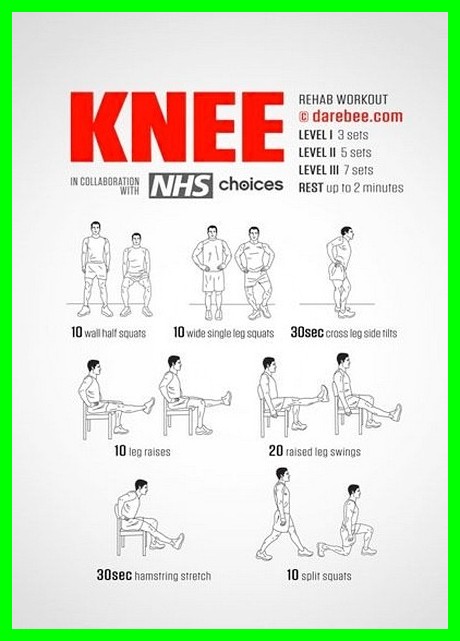 KNEE
REHAB WORKOUT
© darebee.com
LEVEL I 3 sets
LEVEL II 5 sets
LEVEL III 7 sets
REST up to 2 minutes
IN COLLABORATION
WITH
NHS choices
10 wall half squats
10 wide single leg squats
30sec cross leg side tilts
10 leg raises
20 raised leg swings
30sec hamstring stretch
10 split squats